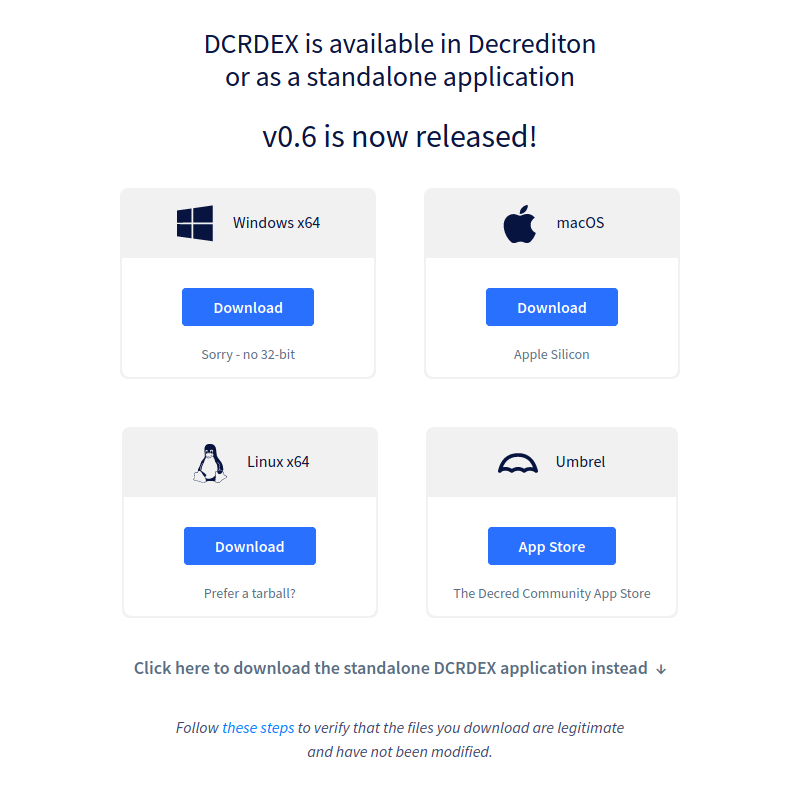 DCRDEX is available in Decrediton
or as a standalone application
v0.6 is now released!
Windows x64
Download
Sorry - no 32-bit
macOS
Download
Apple Silicon
Linux x64
Download
Prefer a tarball?
Umbrel
App Store
The Decred Community App Store
Click here to download the standalone DCRDEX application instead ↓
Follow these steps to verify that the files you download are legitimate
and have not been modified.